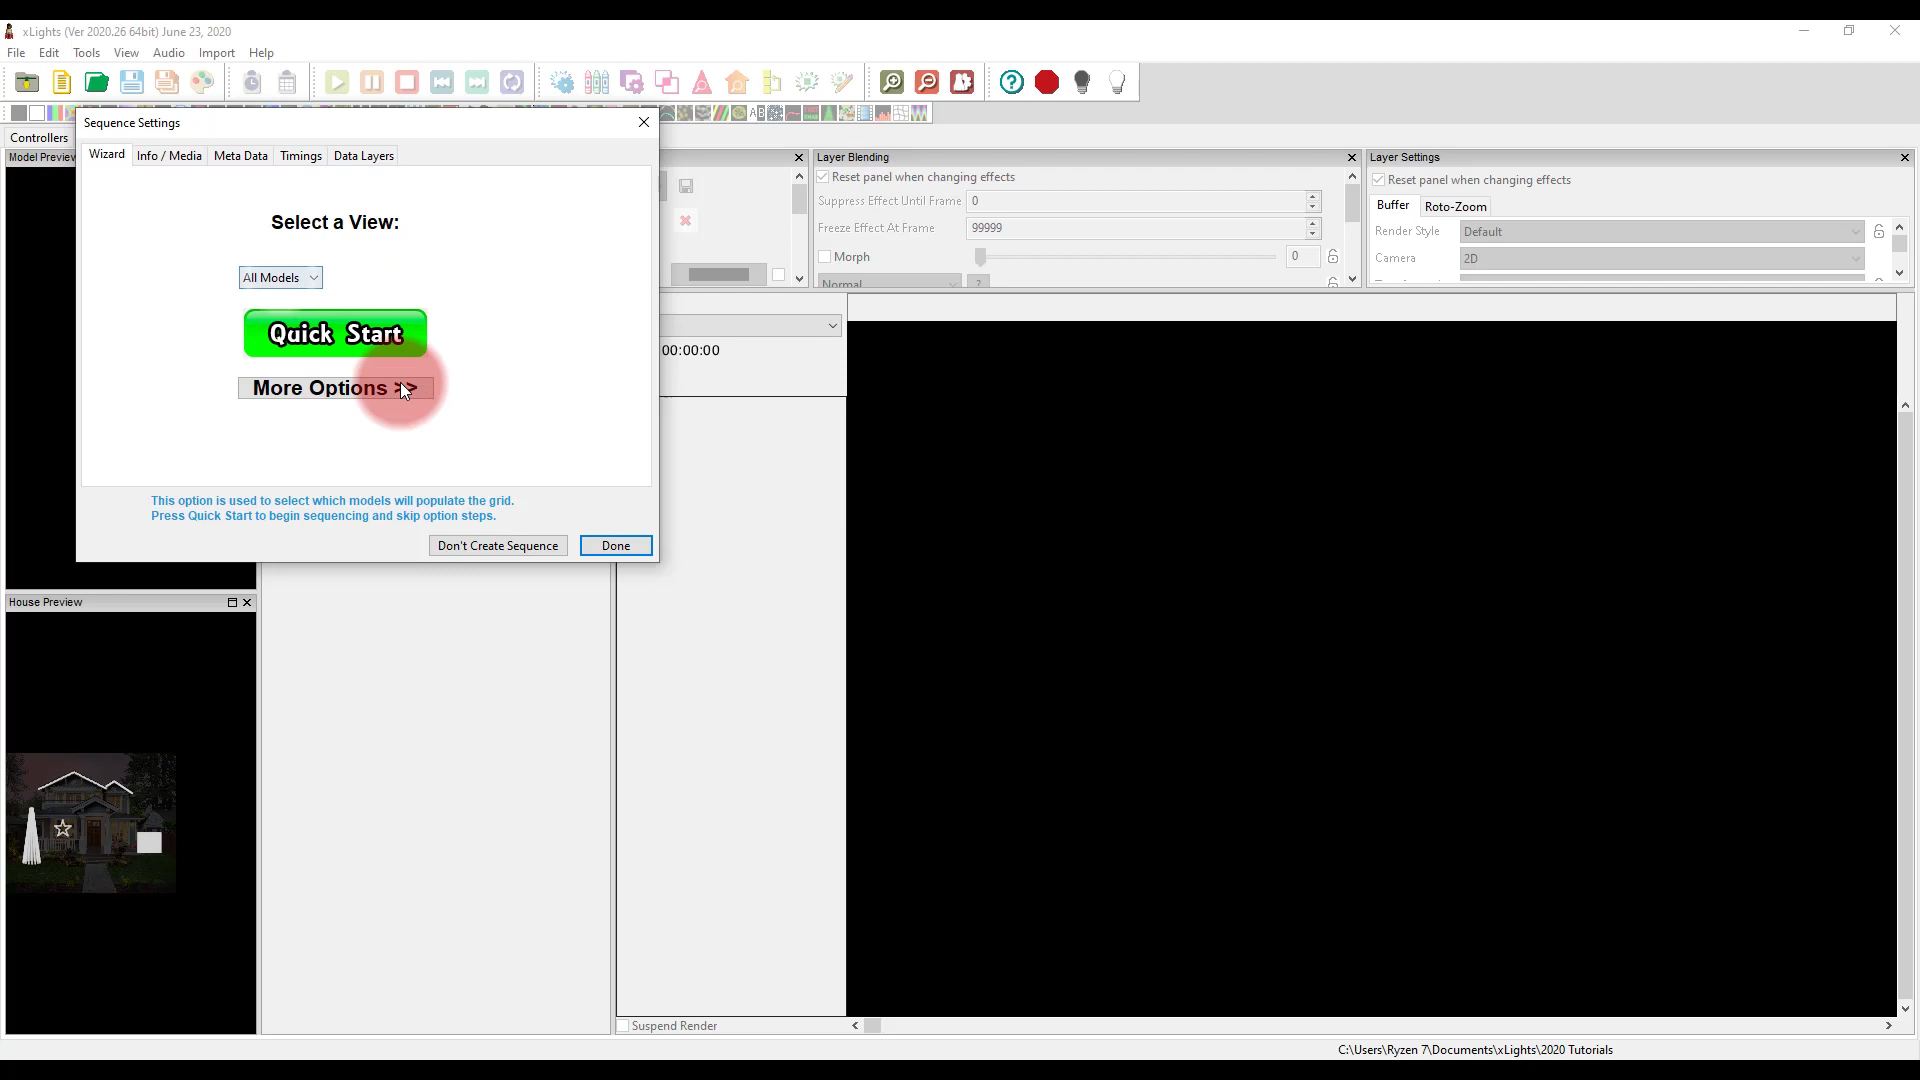 xLights (Ver 2020.26 64bit) June 23, 2020
File Edit Tools View Audio Import Help
Controllers
Model Preview
Sequence Settings
Wizard Info / Media Meta Data Timings Data Layers
Select a View:
All Models
Quick Start
More Options >>
This option is used to select which models will populate the grid.
Press Quick Start to begin sequencing and skip option steps.
Don't Create Sequence Done
Layer Blending
Reset panel when changing effects
Suppress Effect Until Frame 0
Freeze Effect At Frame 99999
Morph 0
Normal ?
Layer Settings
Reset panel when changing effects
Buffer Roto-Zoom
Render Style Default
Camera 2D
00:00:00
House Preview
Suspend Render
C:\Users\Ryzen 7\Documents\xLights\2020 Tutorials